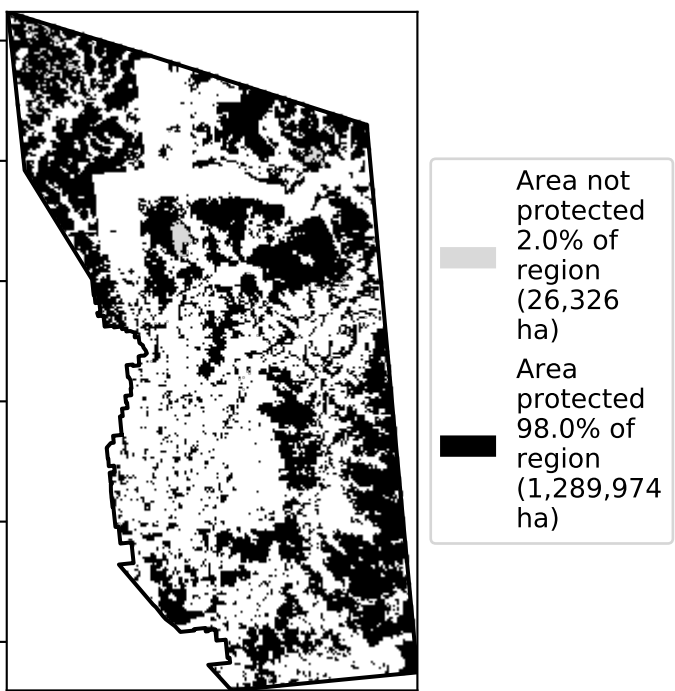 Area not
protected
2.0% of
region
(26,326
ha)
Area
protected
98.0% of
region
(1,289,974
ha)